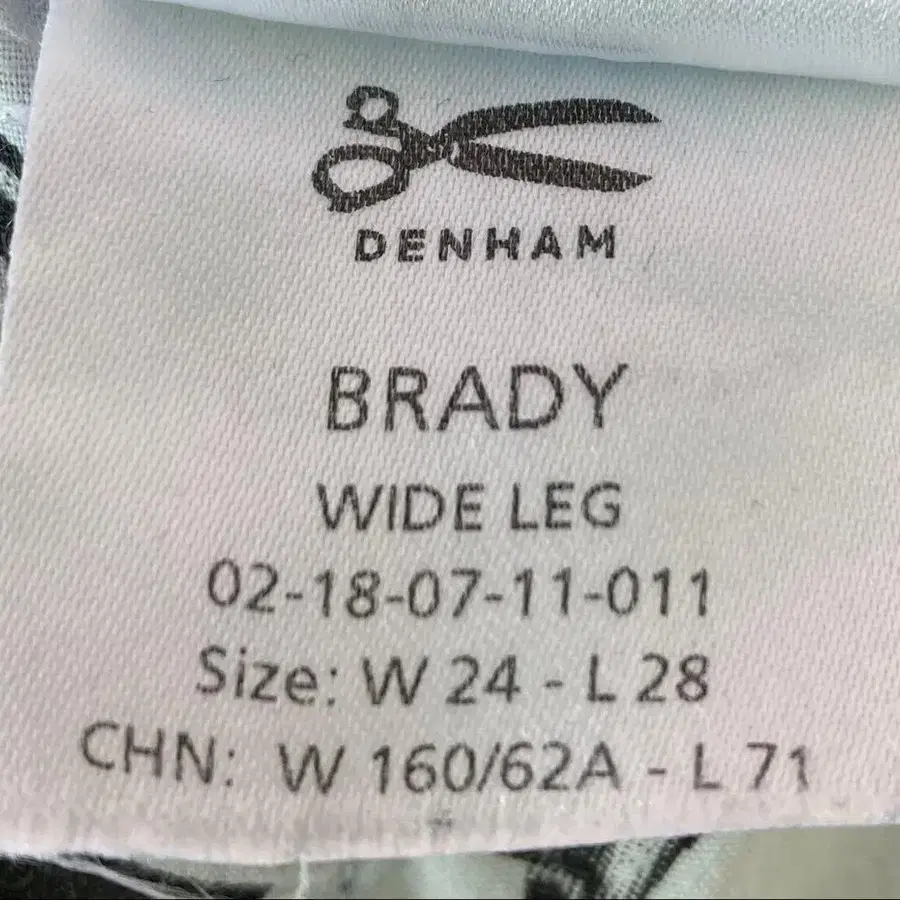 DENHAM
BRADY
WIDE LEG
02-18-07-11-011
Size: W 24 - L 28
CHN: W 160/62A - L 71